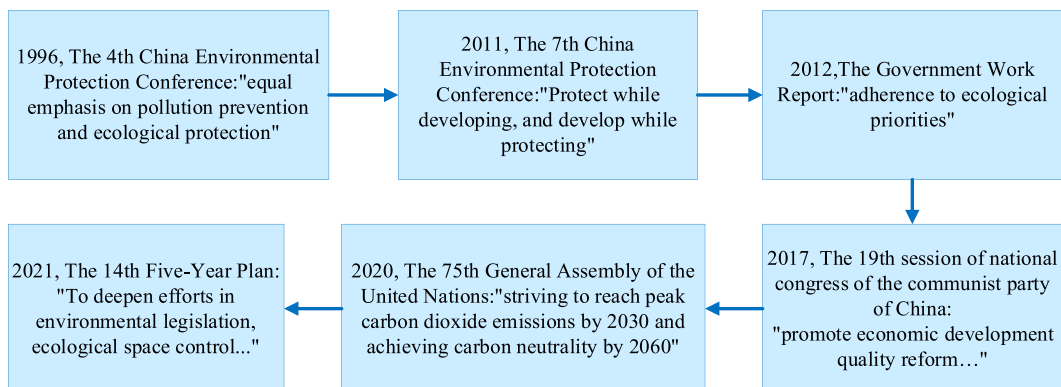 1996, The 4th China Environmental
Protection Conference:"equal
emphasis on pollution prevention
and ecological protection"
2011, The 7th China
Environmental Protection
Conference:"Protect while
developing, and develop while
protecting"
2012,The Government Work
Report:"adherence to ecological
priorities"
2017, The 19th session of national
congress of the communist party
of China:
"promote economic development
quality reform…"
2020, The 75th General Assembly of the
United Nations:"striving to reach peak
carbon dioxide emissions by 2030 and
achieving carbon neutrality by 2060"
2021, The 14th Five-Year Plan:
"To deepen efforts in
environmental legislation,
ecological space control..."